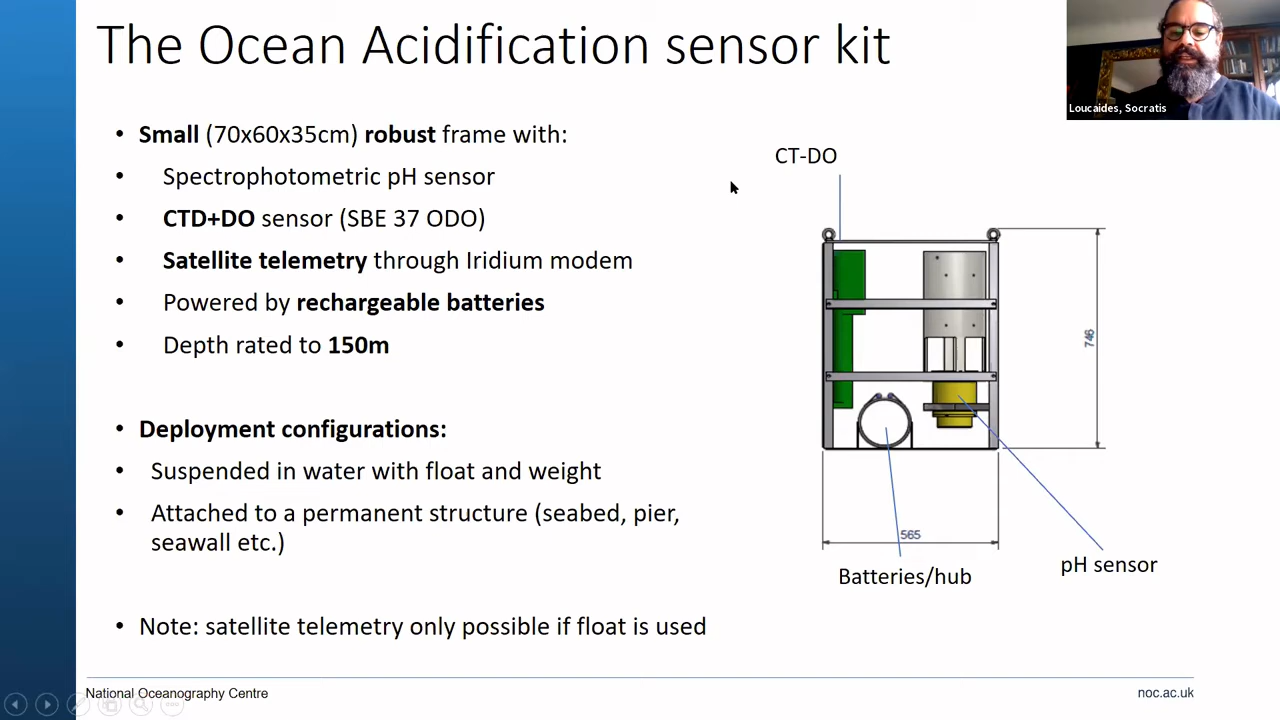 The Ocean Acidification sensor kit
Loucaides, Socratis
• Small (70x60x35cm) robust frame with:
• Spectrophotometric pH sensor
• CTD+DO sensor (SBE 37 ODO)
• Satellite telemetry through Iridium modem
• Powered by rechargeable batteries
• Depth rated to 150m
• Deployment configurations:
• Suspended in water with float and weight
• Attached to a permanent structure (seabed, pier,
seawall etc.)
• Note: satellite telemetry only possible if float is used
CT-DO
746
565
Batteries/hub
pH sensor
National Oceanography Centre
noc.ac.uk